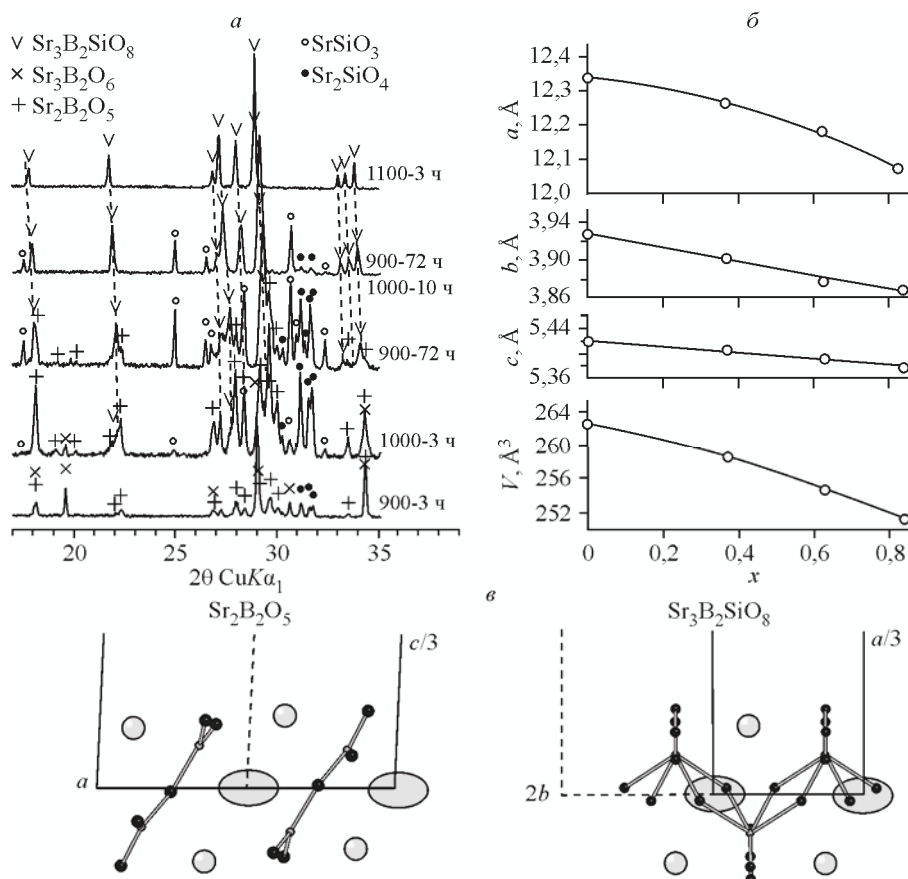 а
∨ Sr₃B₂SiO₈
× Sr₃B₂O₆
+ Sr₂B₂O₅
○ SrSiO₃
● Sr₂SiO₄
1100-3 ч
900-72 ч
1000-10 ч
900-72 ч
1000-3 ч
900-3 ч
20 25 30 35
2θ CuKα₁
б
12,4
12,3
12,2
12,1
12,0
a, Å
3,94
3,90
3,86
b, Å
5,44
5,36
c, Å
264
260
256
252
V, Å³
0 0,2 0,4 0,6 0,8
x
в
Sr₂B₂O₅
c/3
a
Sr₃B₂SiO₈
a/3
2b